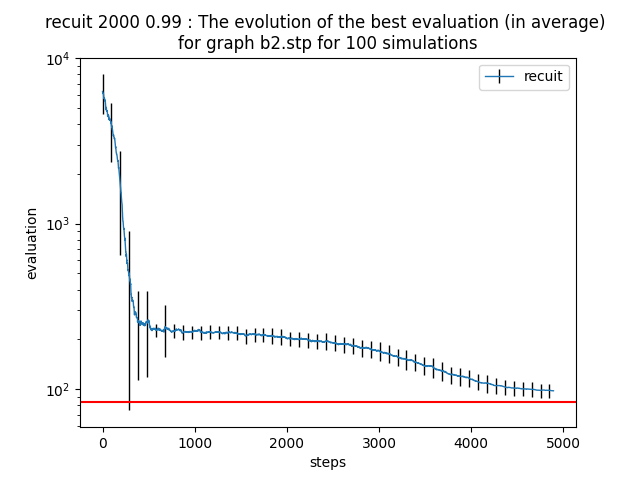 recuit 2000 0.99 : The evolution of the best evaluation (in average)
for graph b2.stp for 100 simulations
recuit
10⁴
10³
10²
evaluation
0 1000 2000 3000 4000 5000
steps